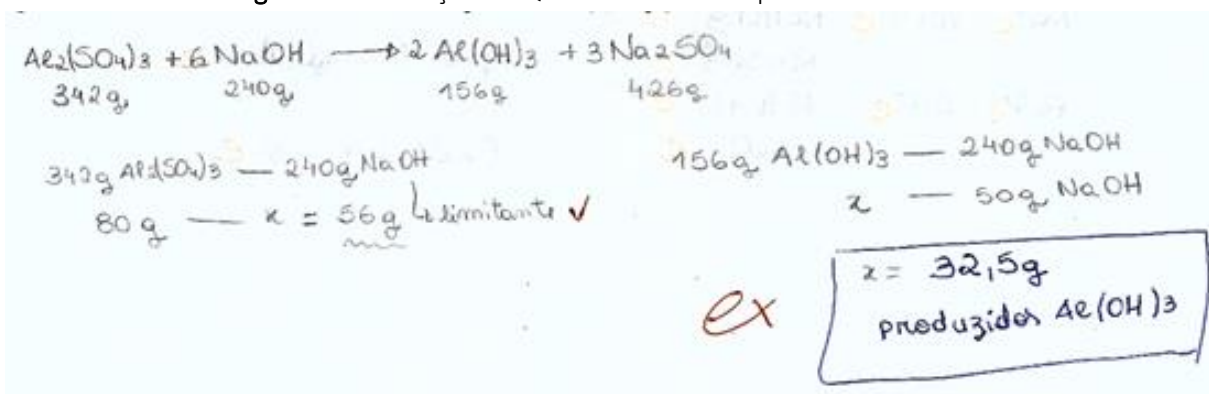 Al2(SO4)3 + 6 NaOH → 2 Al(OH)3 + 3 Na2SO4
342g 240g 156g 426g
342g Al2(SO4)3 — 240g NaOH
80g — x = 56g ↳ limitante ✓
156g Al(OH)3 — 240g NaOH
x — 50g NaOH
x = 32,5g
produzidos Al(OH)3
ex